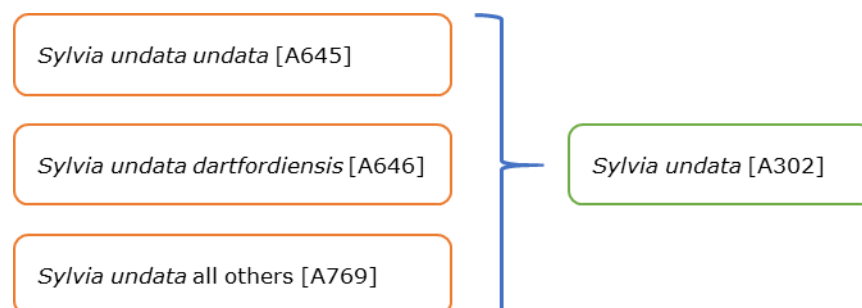 Sylvia undata undata [A645]
Sylvia undata dartfordiensis [A646]
Sylvia undata [A302]
Sylvia undata all others [A769]